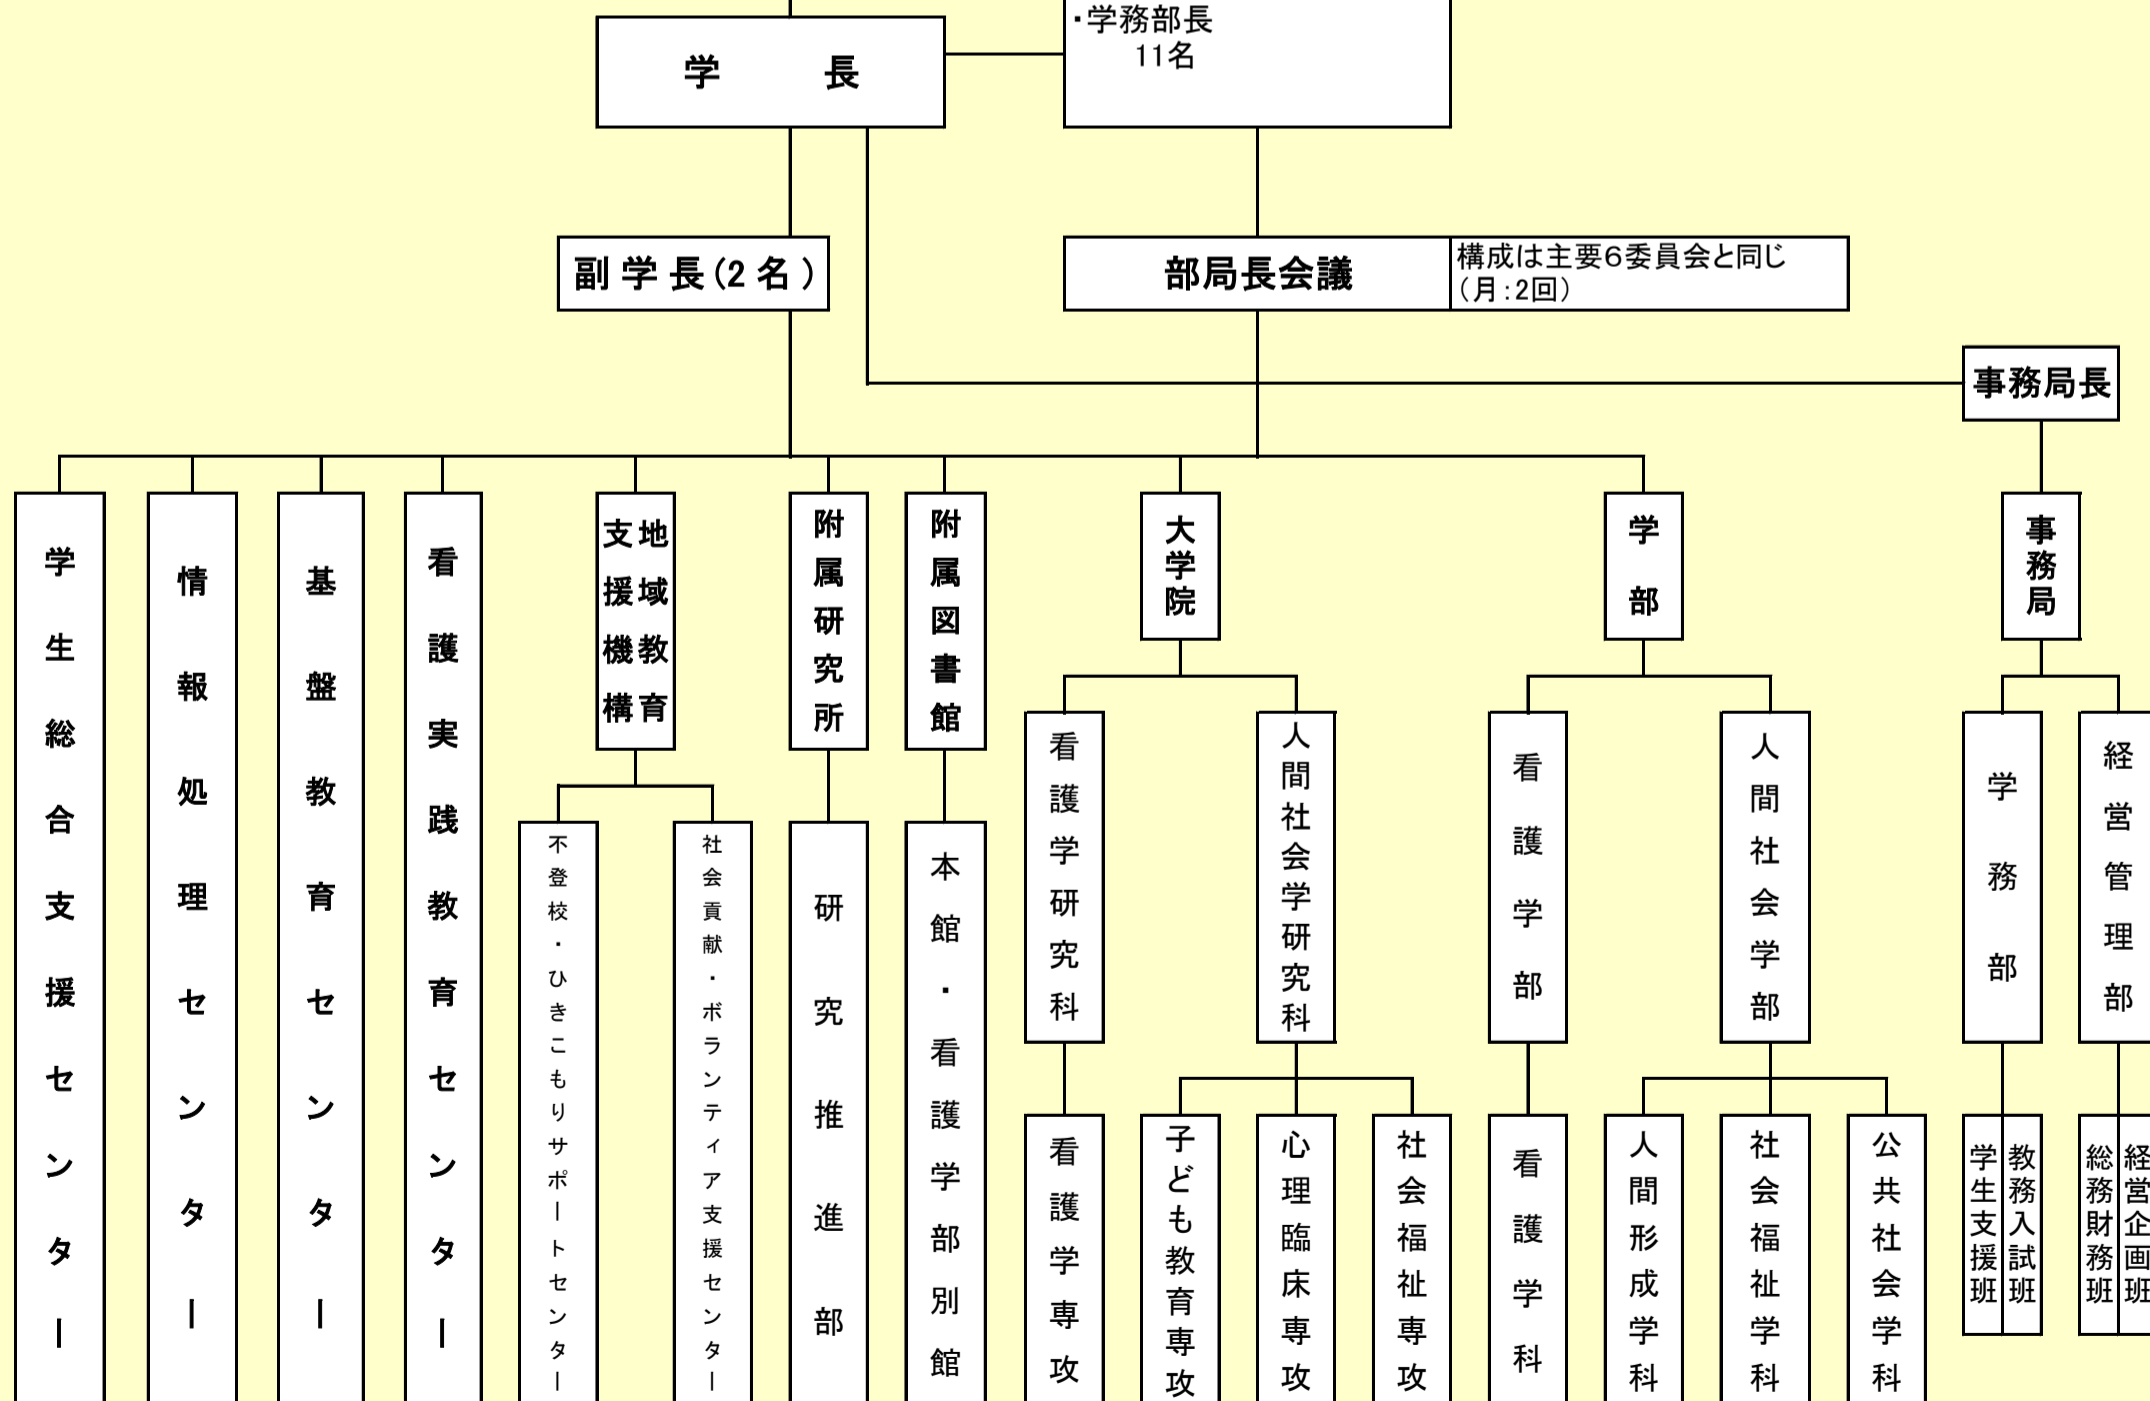 ・学務部長
11名
学　長
副学長(2名)
部局長会議
構成は主要６委員会と同じ
（月：2回）
事務局長
学生総合支援センター
情報処理センター
基盤教育センター
看護実践教育センター
地域教育
支援機構
附属研究所
附属図書館
大学院
学部
事務局
不登校・ひきこもりサポートセンター
社会貢献・ボランティア支援センター
研究推進部
本館・看護学部別館
看護学研究科
人間社会学研究科
看護学部
人間社会学部
学務部
経営管理部
看護学専攻
子ども教育専攻
心理臨床専攻
社会福祉専攻
看護学科
人間形成学科
社会福祉学科
公共社会学科
学生支援班
教務入試班
総務財務班
経営企画班